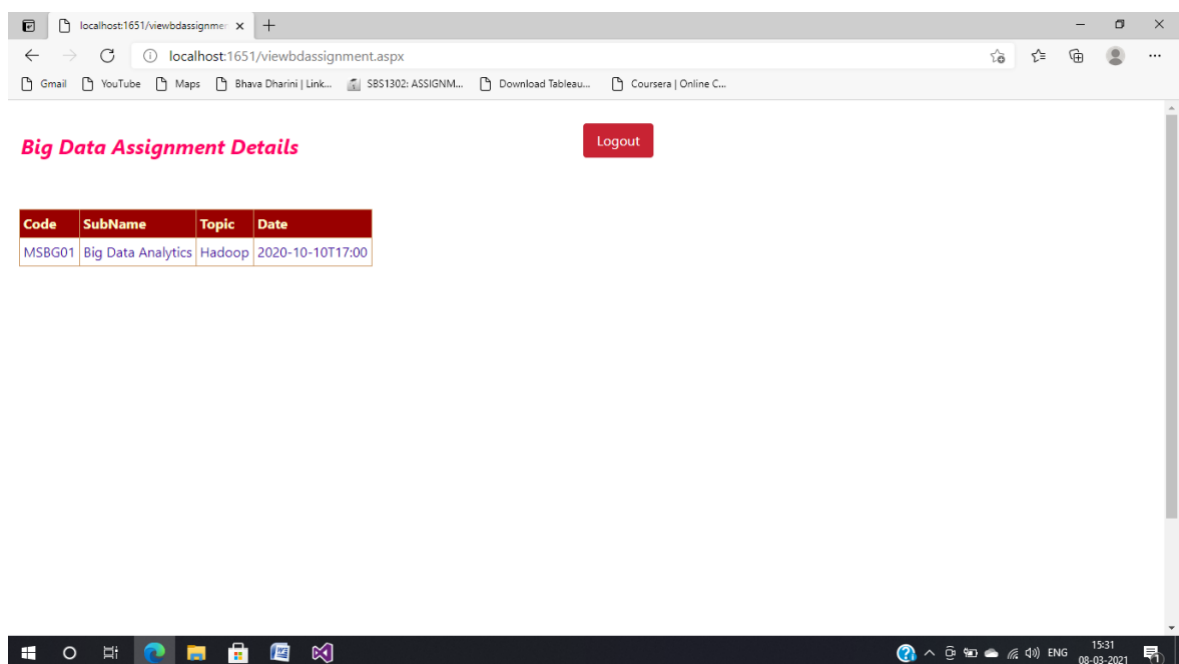 localhost:1651/viewbdassignmer
localhost:1651/viewbdassignment.aspx
Gmail YouTube Maps Bhava Dharini | Link... SBS1302: ASSIGNM... Download Tableau... Coursera | Online C...
Big Data Assignment Details
Logout
Code SubName Topic Date
MSBG01 Big Data Analytics Hadoop 2020-10-10T17:00
ENG
15:31
08-03-2021